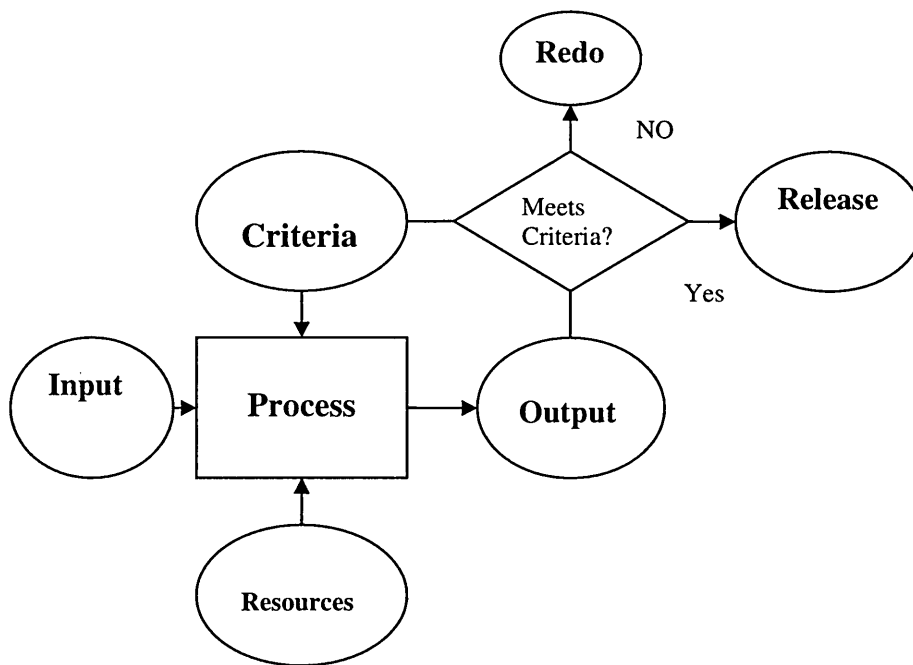 Redo
NO
Meets
Criteria?
Release
Criteria
Yes
Input
Process
Output
Resources